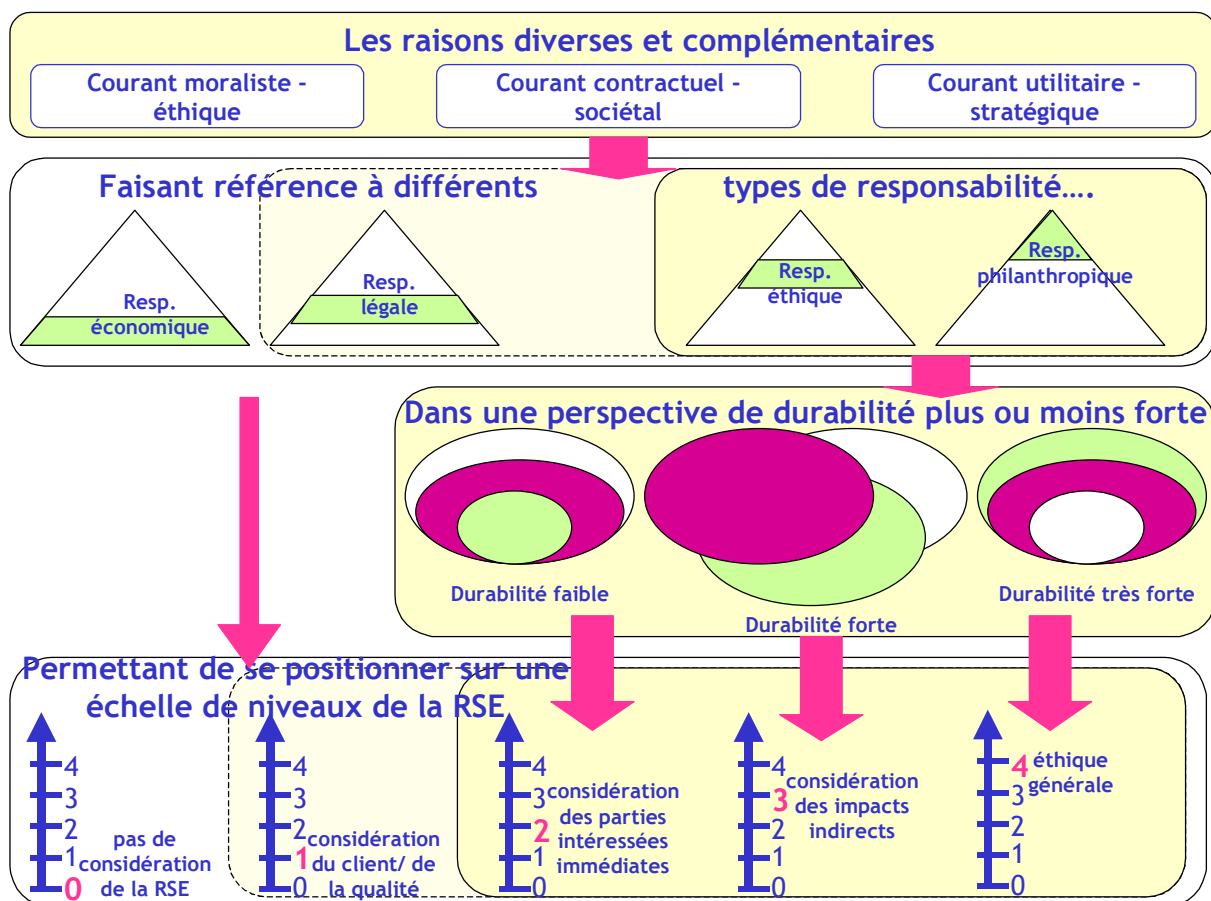 Les raisons diverses et complémentaires
Courant moraliste -
éthique
Courant contractuel -
sociétal
Courant utilitaire -
stratégique
Faisant référence à différents
types de responsabilité….
Resp.
économique
Resp.
légale
Resp.
éthique
Resp.
philanthropique
Dans une perspective de durabilité plus ou moins forte
Durabilité faible
Durabilité forte
Durabilité très forte
Permettant de se positionner sur une
échelle de niveaux de la RSE
4
3
2
1
0
pas de
considération
de la RSE
4
3
2
1
0
considération
du client/ de
la qualité
4
3
2
1
0
considération
des parties
intéressées
immédiates
4
3
2
1
0
considération
des impacts
indirects
4
3
2
1
0
éthique
générale